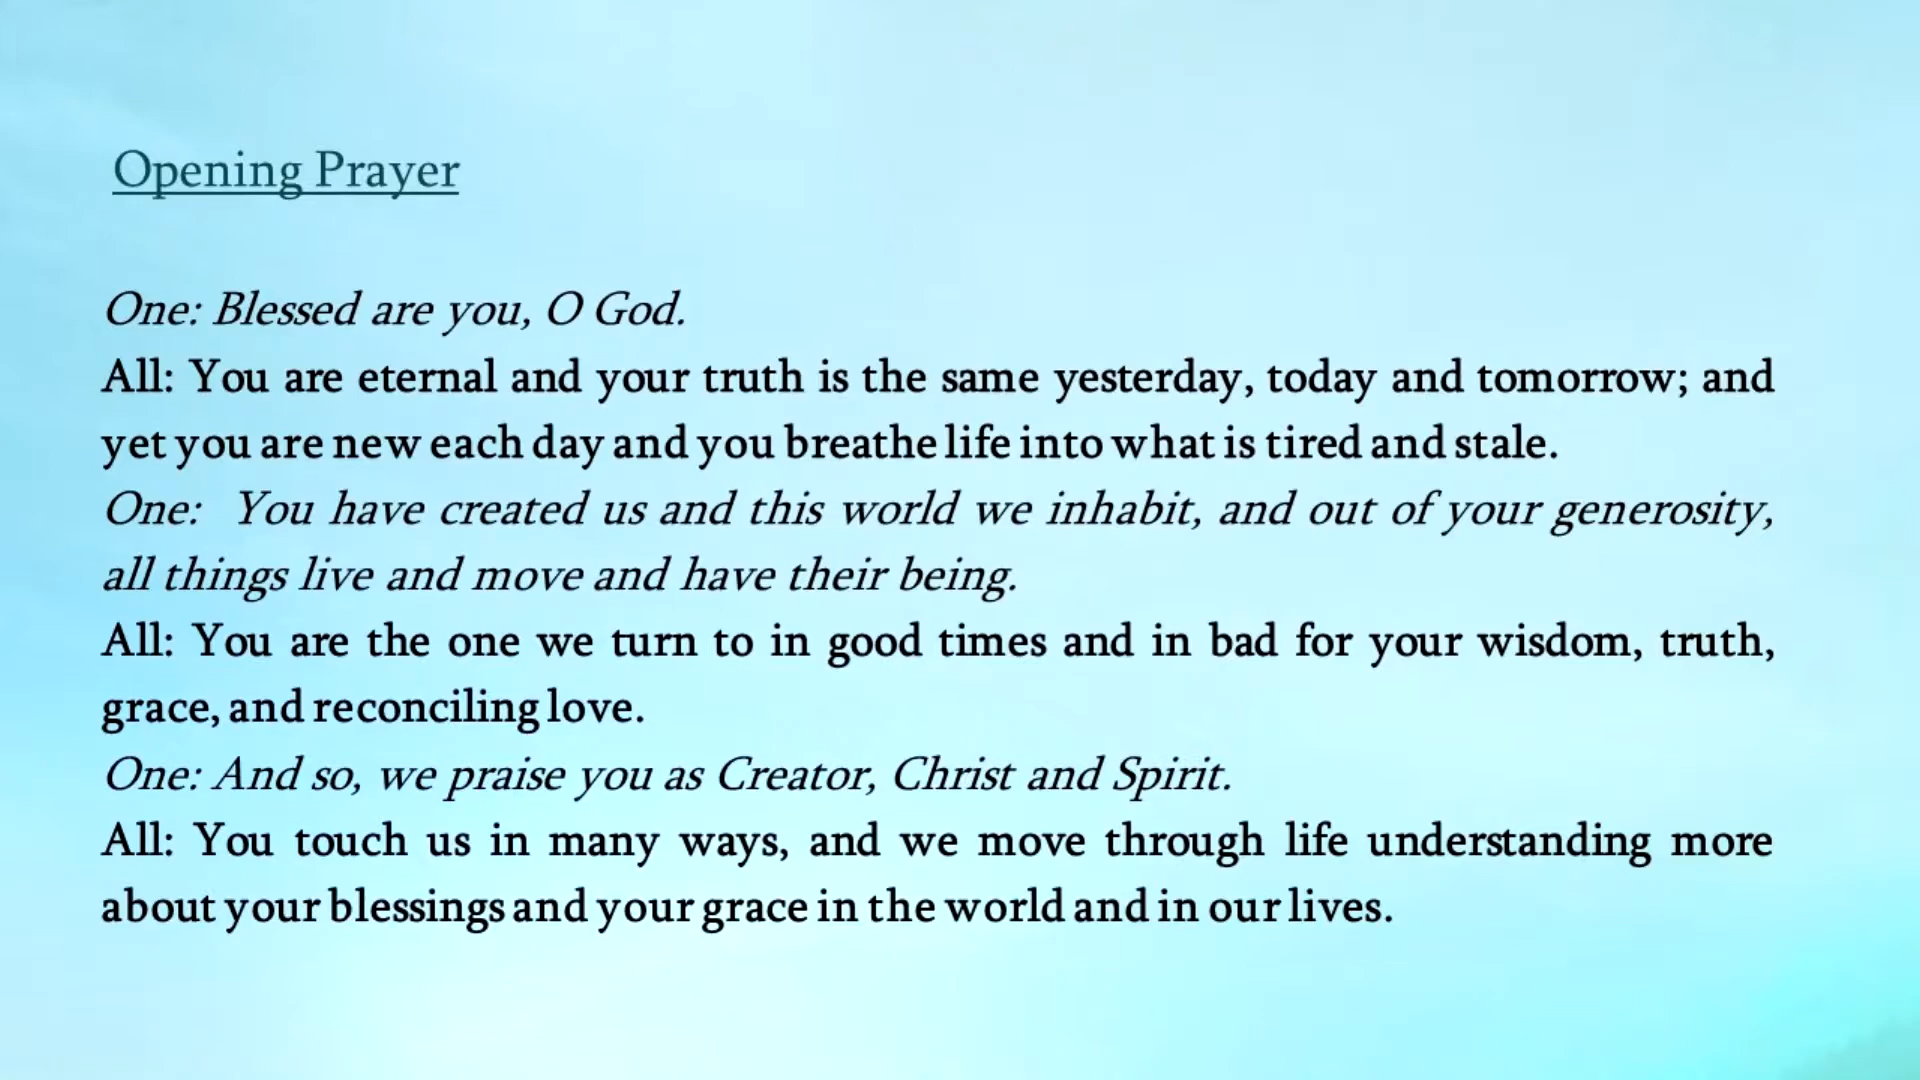 Opening Prayer
One: Blessed are you, O God.
All: You are eternal and your truth is the same yesterday, today and tomorrow; and
yet you are new each day and you breathe life into what is tired and stale.
One: You have created us and this world we inhabit, and out of your generosity,
all things live and move and have their being.
All: You are the one we turn to in good times and in bad for your wisdom, truth,
grace, and reconciling love.
One: And so, we praise you as Creator, Christ and Spirit.
All: You touch us in many ways, and we move through life understanding more
about your blessings and your grace in the world and in our lives.